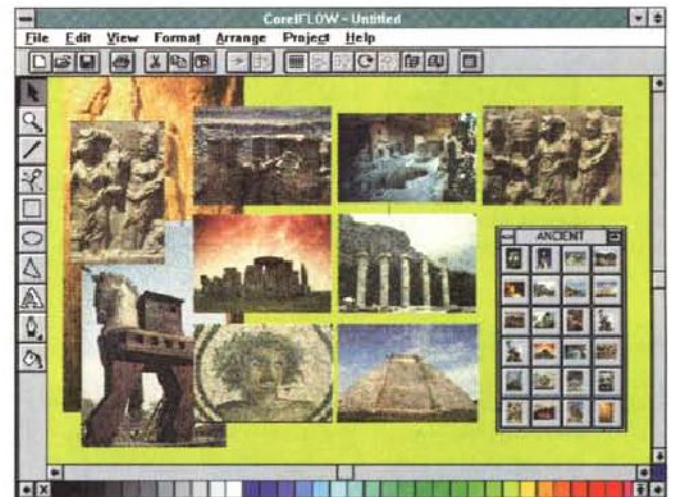 CorelFLOW - Untitled
File Edit View Format Arrange Project Help
ANCIENT